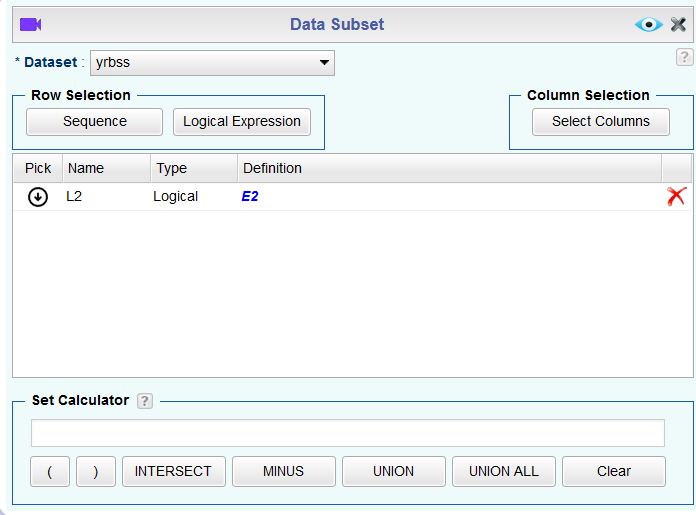 Data Subset
* Dataset : yrbss
?
Row Selection
Column Selection
Sequence
Logical Expression
Select Columns
Pick Name Type Definition
L2 Logical E2
Set Calculator ?
( ) INTERSECT MINUS UNION UNION ALL Clear